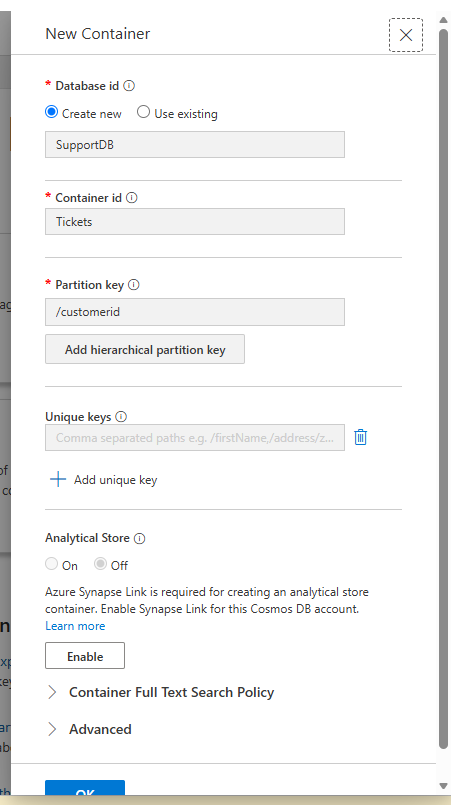 New Container
* Database id
Create new Use existing
SupportDB
* Container id
Tickets
* Partition key
/customerid
Add hierarchical partition key
Unique keys
Comma separated paths e.g. /firstName,/address/z...
Add unique key
Analytical Store
On Off
Azure Synapse Link is required for creating an analytical store
container. Enable Synapse Link for this Cosmos DB account.
Learn more
Enable
Container Full Text Search Policy
Advanced
OK